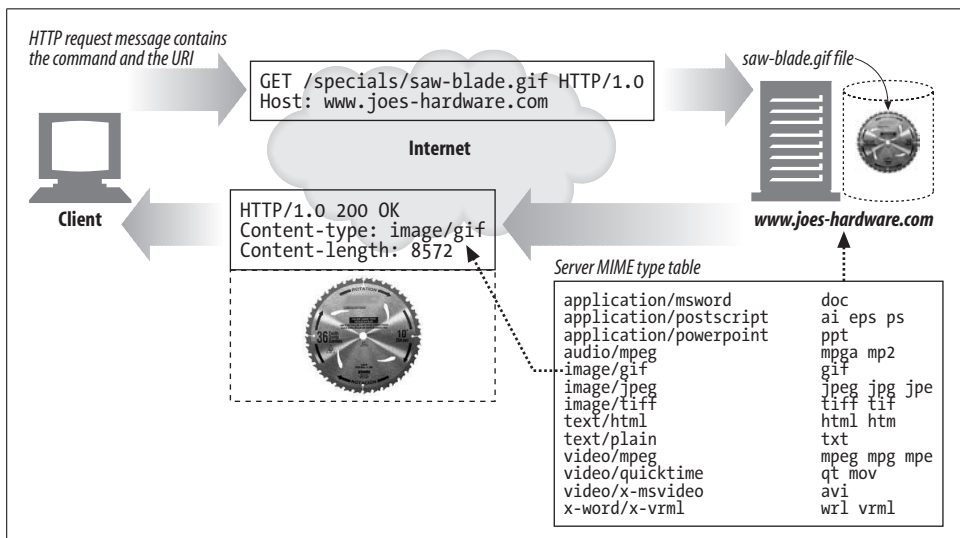 HTTP request message contains
the command and the URI
GET /specials/saw-blade.gif HTTP/1.0
Host: www.joes-hardware.com
saw-blade.gif file
Internet
Client
HTTP/1.0 200 OK
Content-type: image/gif
Content-length: 8572
www.joes-hardware.com
Server MIME type table
application/msword doc
application/postscript ai eps ps
application/powerpoint ppt
audio/mpeg mpga mp2
image/gif gif
image/jpeg jpeg jpg jpe
image/tiff tiff tif
text/html html htm
text/plain txt
video/mpeg mpeg mpg mpe
video/quicktime qt mov
video/x-msvideo avi
x-word/x-vrml wrl vrml
ROTATION
36
10"
ROTATION